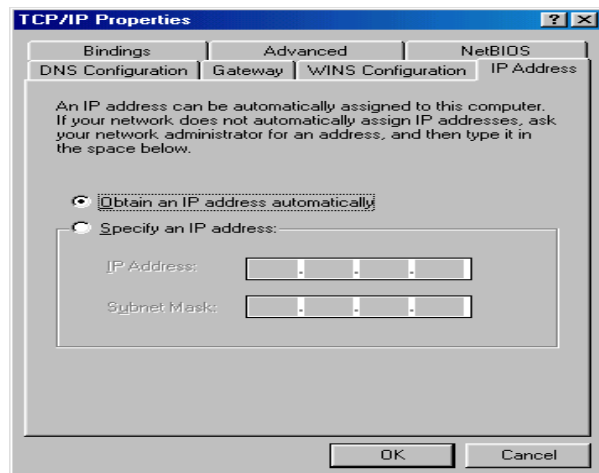 TCP/IP Properties
Bindings Advanced NetBIOS
DNS Configuration Gateway WINS Configuration IP Address
An IP address can be automatically assigned to this computer.
If your network does not automatically assign IP addresses, ask
your network administrator for an address, and then type it in
the space below.
Obtain an IP address automatically
Specify an IP address:
IP Address:
Subnet Mask:
OK Cancel